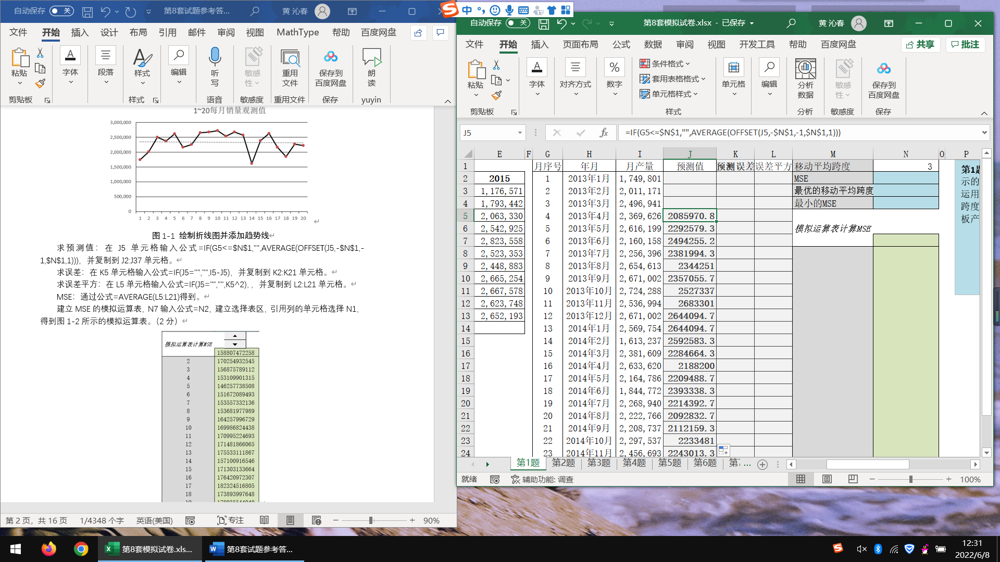 自动保存 关 第8套试题参考答... 黄 沁春
文件 开始 插入 设计 布局 引用 邮件 审阅 视图 MathType 帮助 百度网盘
粘贴 字体 段落 样式 编辑 听写 敏感性 重用文件 保存到百度网盘 朗读
剪贴板 样式 语音 敏感度 重用文件 保存 yuyin
1~20每月销量观测值
3,000,000
2,500,000
2,000,000
1,500,000
1,000,000
500,000
0
1 2 3 4 5 6 7 8 9 10 11 12 13 14 15 16 17 18 19 20
图 1-1 绘制折线图并添加趋势线
求预测值：在 J5 单元格输入公式=IF(G5<=$N$1,"",AVERAGE(OFFSET(J5,-$N$1,-
1,$N$1,1)))，并复制到 J2:J37 单元格。
求误差：在 K5 单元格输入公式=IF(J5="","",I5-J5)，并复制到 K2:K21 单元格。
求误差平方：在 L5 单元格输入公式=IF(J5="","",K5^2),，并复制到 L2:L21 单元格。
MSE：通过公式=AVERAGE(L5:L21)得到。
建立 MSE 的模拟运算表，N7 输入公式=N2，建立选择表区，引用列的单元格选择 N1，
得到图 1-2 所示的模拟运算表。（2 分）
模拟运算表计算MSE
158807472258
2 170254932545
3 156875789112
4 153109901315
5 146257738508
6 151672089493
7 153557332136
8 153681977989
9 164257996729
10 169986824438
11 170995224693
12 171481866065
13 175533111867
14 157100916546
15 171303133664
16 176420972307
17 182324516805
18 173893997648
第 2 页，共 16 页 1/4348 个字 英语(美国) 专注 90%
中
自动保存 关 第8套模拟试卷.xlsx - 已保存 黄 沁春
文件 开始 插入 页面布局 公式 数据 审阅 视图 开发工具 帮助 百度网盘 共享 批注
粘贴 字体 对齐方式 数字 条件格式 套用表格格式 单元格样式 单元格 编辑 分析数据 敏感性 保存到百度网盘
剪贴板 样式 分析 敏感度 保存
J5 fx =IF(G5<=$N$1,"",AVERAGE(OFFSET(J5,-$N$1,-1,$N$1,1)))
E F G H I J K L M N O P
1 月序号 年月 月产量 预测值 预测误差 误差平方 移动平均跨度 3 第1题
2 2015 1 2013年1月 1,749,801 MSE 示的
3 1,176,571 2 2013年2月 2,011,171 最优的移动平均跨度 运用
4 1,793,442 3 2013年3月 2,496,941 最小的MSE 跨度
5 2,063,330 4 2013年4月 2,369,626 2085970.8 板产
6 2,542,925 5 2013年5月 2,616,199 2292579.3 模拟运算表计算MSE
7 2,823,558 6 2013年6月 2,160,158 2494255.2
8 2,523,353 7 2013年7月 2,256,396 2381994.3
9 2,448,883 8 2013年8月 2,654,613 2344251
10 2,665,254 9 2013年9月 2,671,002 2357055.7
11 2,667,578 10 2013年10月 2,724,288 2527337
12 2,623,748 11 2013年11月 2,536,994 2683301
13 2,652,193 12 2013年12月 2,671,002 2644094.7
14 13 2014年1月 2,569,754 2644094.7
15 14 2014年2月 1,613,237 2592583.3
16 15 2014年3月 2,381,609 2284664.3
17 16 2014年4月 2,633,620 2188200
18 17 2014年5月 2,164,786 2209488.7
19 18 2014年6月 1,844,772 2393338.3
20 19 2014年7月 2,268,940 2214392.7
21 20 2014年8月 2,222,766 2092832.7
22 21 2014年9月 2,208,737 2112159.3
23 22 2014年10月 2,297,537 2233481
24 23 2014年11月 2,456,693 2243013.3
第1题 第2题 第3题 第4题 第5题 第6题 第7 ...
就绪 辅助功能: 调查 100%
第8套模拟试卷.xls... 第8套试题参考答... 12:31
2022/6/8